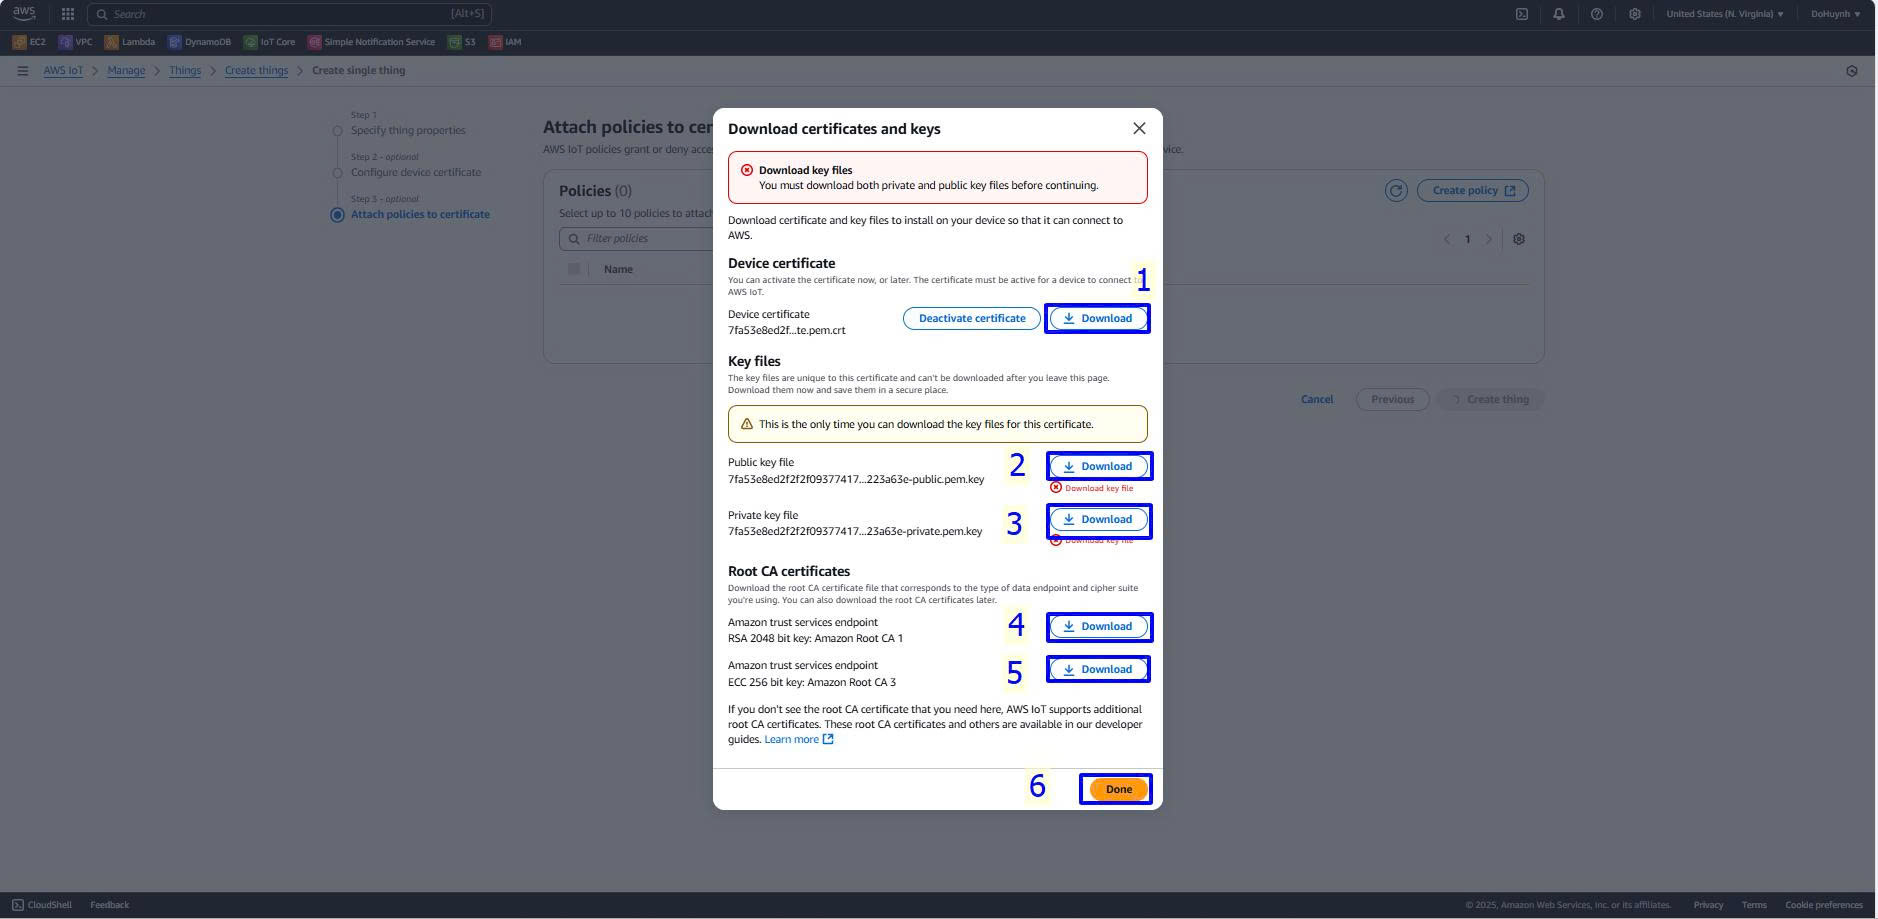 aws
Search [Alt+S] United States (N. Virginia) DoHuynh
EC2 VPC Lambda DynamoDB IoT Core Simple Notification Service S3 IAM
AWS IoT Manage Things Create things Create single thing
Step 1
Specify thing properties
Step 2 - optional
Configure device certificate
Step 3 - optional
Attach policies to certificate
Attach policies to cer
AWS IoT policies grant or deny acce
vice.
Policies (0)
Create policy
Select up to 10 policies to attach
Filter policies
1
Name
Cancel Previous Create thing
Download certificates and keys
Download key files
You must download both private and public key files before continuing.
Download certificate and key files to install on your device so that it can connect to
AWS.
Device certificate
You can activate the certificate now, or later. The certificate must be active for a device to connect
AWS IoT.
1
Device certificate
7fa53e8ed2f...te.pem.crt
Deactivate certificate Download
Key files
The key files are unique to this certificate and can't be downloaded after you leave this page.
Download them now and save them in a secure place.
This is the only time you can download the key files for this certificate.
Public key file
7fa53e8ed2f2f2f09377417...223a63e-public.pem.key
2
Download
Download key file
Private key file
7fa53e8ed2f2f2f09377417...23a63e-private.pem.key
3
Download
Download key file
Root CA certificates
Download the root CA certificate file that corresponds to the type of data endpoint and cipher suite
you're using. You can also download the root CA certificates later.
Amazon trust services endpoint
RSA 2048 bit key: Amazon Root CA 1
4
Download
Amazon trust services endpoint
ECC 256 bit key: Amazon Root CA 3
5
Download
If you don't see the root CA certificate that you need here, AWS IoT supports additional
root CA certificates. These root CA certificates and others are available in our developer
guides. Learn more
6
Done
CloudShell Feedback © 2025, Amazon Web Services, Inc. or its affiliates. Privacy Terms Cookie preferences